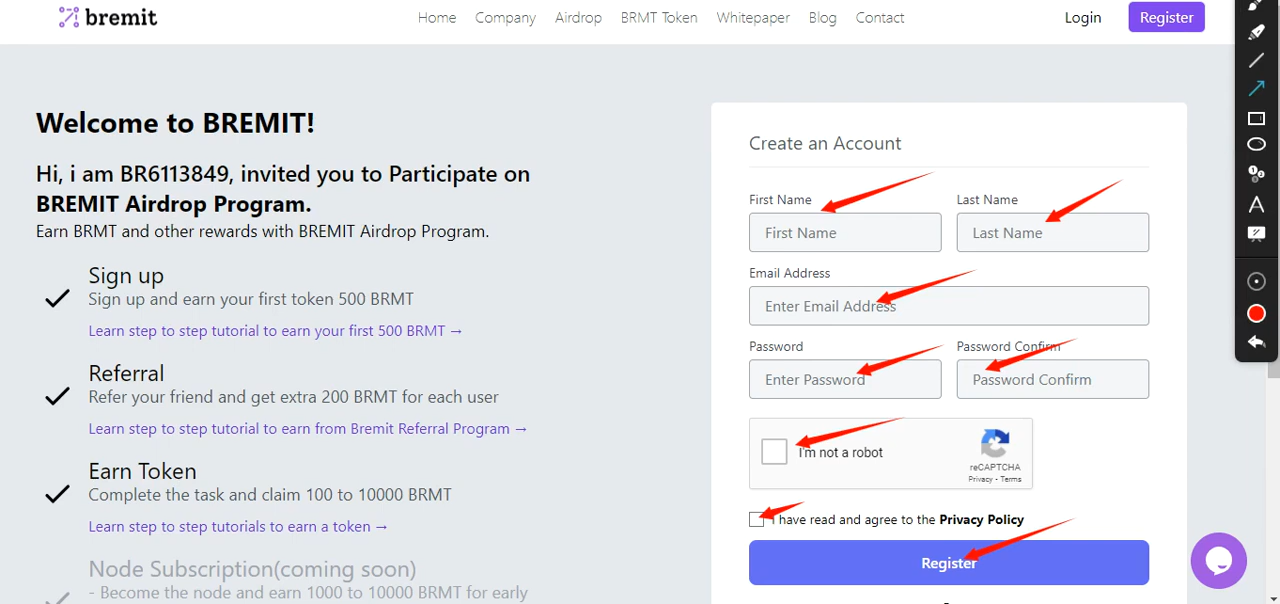 bremit
Home Company Airdrop BRMT Token Whitepaper Blog Contact Login Register
Welcome to BREMIT!
Hi, i am BR6113849, invited you to Participate on
BREMIT Airdrop Program.
Earn BRMT and other rewards with BREMIT Airdrop Program.
Sign up
Sign up and earn your first token 500 BRMT
Learn step to step tutorial to earn your first 500 BRMT →
Referral
Refer your friend and get extra 200 BRMT for each user
Learn step to step tutorial to earn from Bremit Referral Program →
Earn Token
Complete the task and claim 100 to 10000 BRMT
Learn step to step tutorials to earn a token →
Node Subscription(coming soon)
- Become the node and earn 1000 to 10000 BRMT for early
Create an Account
First Name Last Name
First Name Last Name
Email Address
Enter Email Address
Password Password Confirm
Enter Password Password Confirm
I'm not a robot
reCAPTCHA
Privacy - Terms
I have read and agree to the Privacy Policy
Register